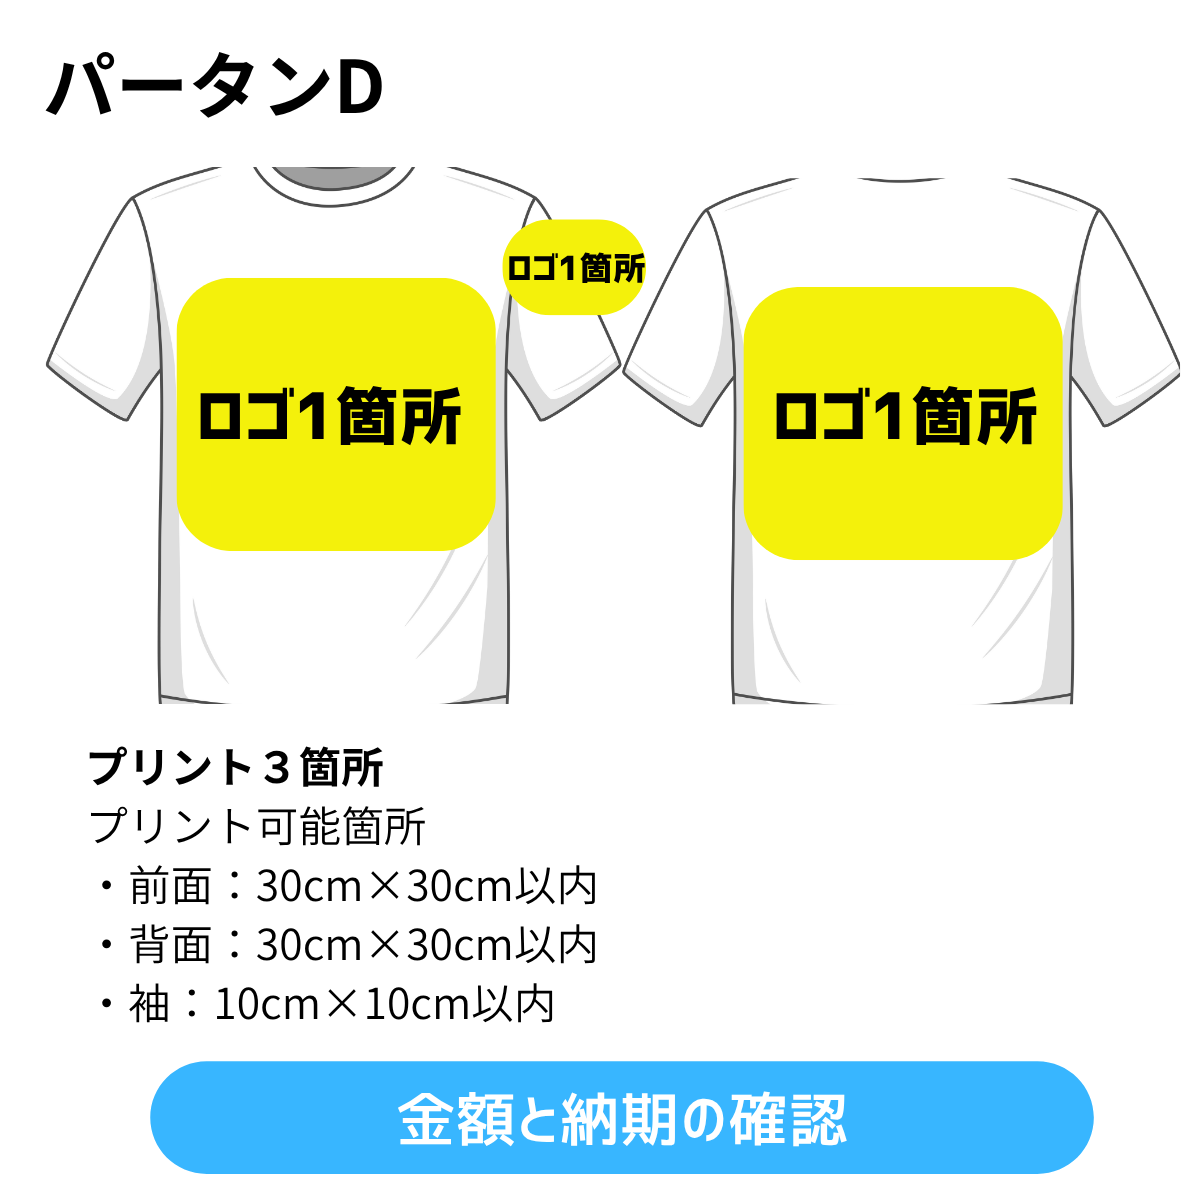 パータンD
ロゴ1箇所
ロゴ1箇所
ロゴ1箇所
プリント３箇所
プリント可能箇所
・前面：30cm×30cm以内
・背面：30cm×30cm以内
・袖：10cm×10cm以内
金額と納期の確認